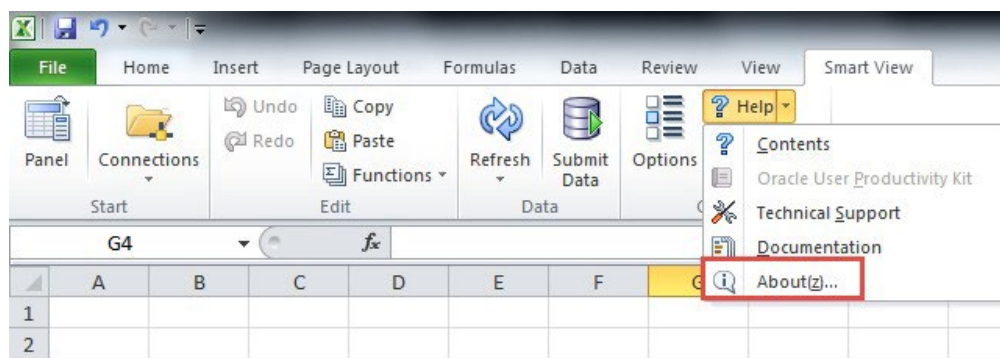 File Home Insert Page Layout Formulas Data Review View Smart View
Undo Copy Help
Redo Paste Contents
Panel Connections Functions Refresh Submit Data Options Oracle User Productivity Kit
Start Edit Data Technical Support
G4 fx Documentation
A B C D E F About(z)...
1
2